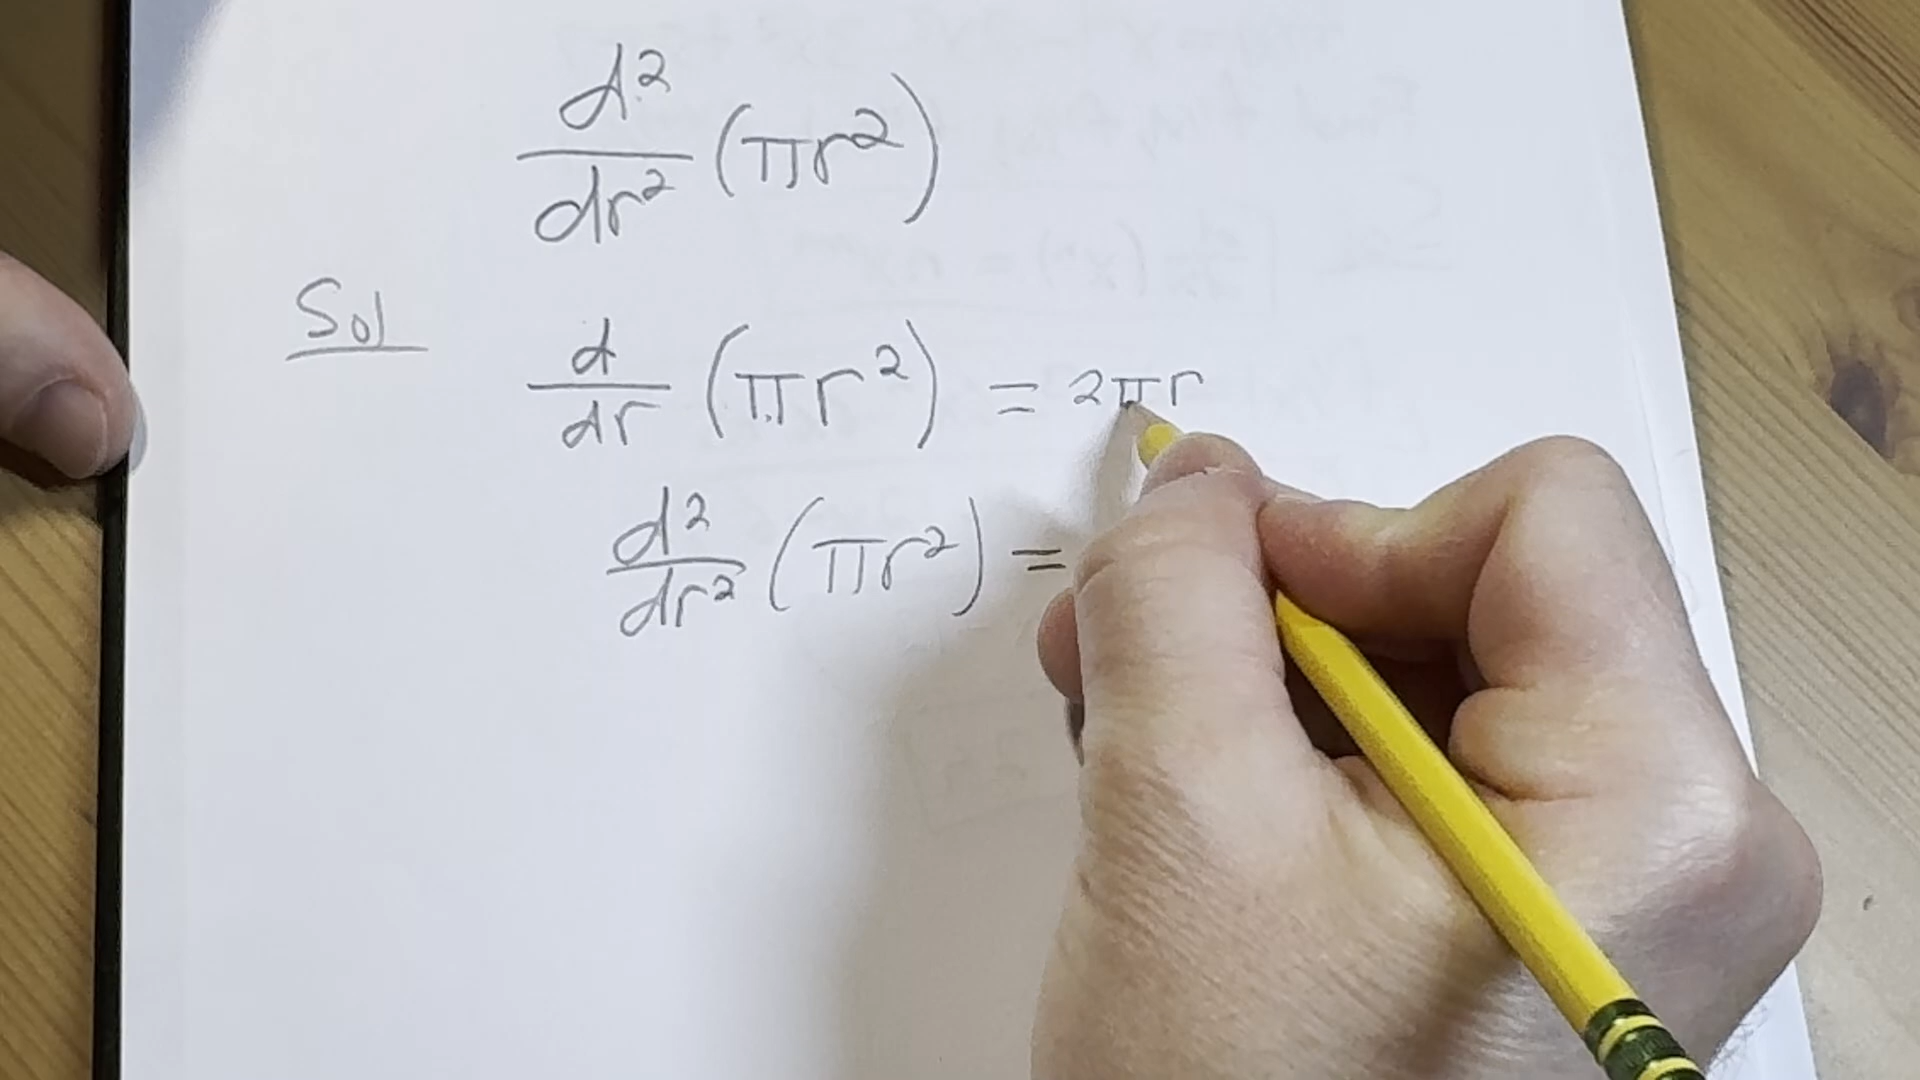 d²/dr² (πr²)
Sol d/dr (πr²) = 2πr
d²/dr² (πr²) =